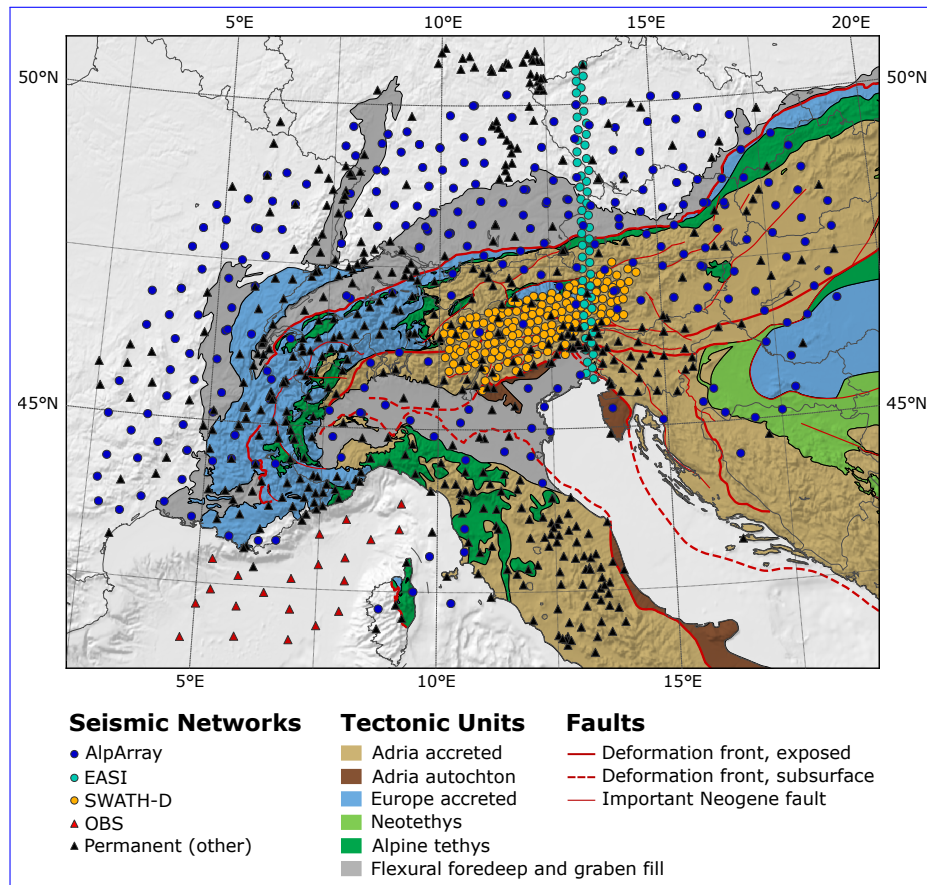 5°E 10°E 15°E 20°E
50°N 50°N
45°N 45°N
5°E 10°E 15°E
Seismic Networks
AlpArray
EASI
SWATH-D
OBS
Permanent (other)
Tectonic Units
Adria accreted
Adria autochton
Europe accreted
Neotethys
Alpine tethys
Flexural foredeep and graben fill
Faults
Deformation front, exposed
Deformation front, subsurface
Important Neogene fault